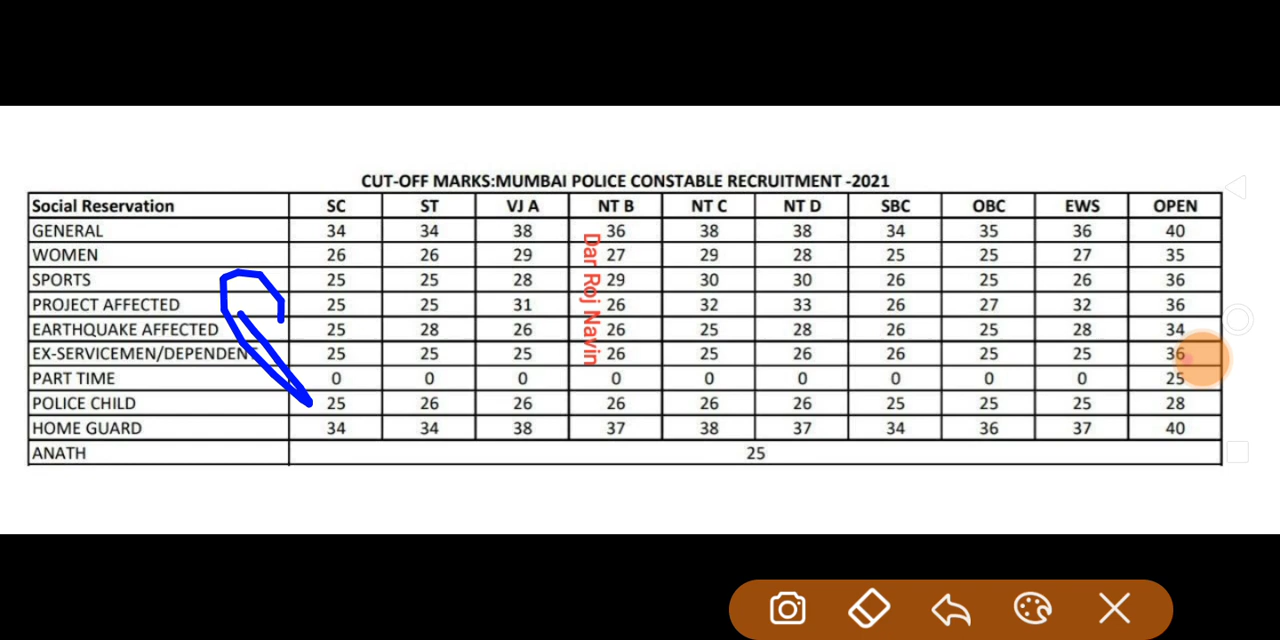 CUT-OFF MARKS:MUMBAI POLICE CONSTABLE RECRUITMENT -2021
Social Reservation SC ST VJ A NT B NT C NT D SBC OBC EWS OPEN
GENERAL 34 34 38 36 38 38 34 35 36 40
WOMEN 26 26 29 27 29 28 25 25 27 35
SPORTS 25 25 28 29 30 30 26 25 26 36
PROJECT AFFECTED 25 25 31 26 32 33 26 27 32 36
EARTHQUAKE AFFECTED 25 28 26 26 25 28 26 25 28 34
EX-SERVICEMEN/DEPENDENT 25 25 25 26 25 26 26 25 25 36
PART TIME 0 0 0 0 0 0 0 0 0 25
POLICE CHILD 25 26 26 26 26 26 25 25 25 28
HOME GUARD 34 34 38 37 38 37 34 36 37 40
ANATH 25
Dar Roj Navin